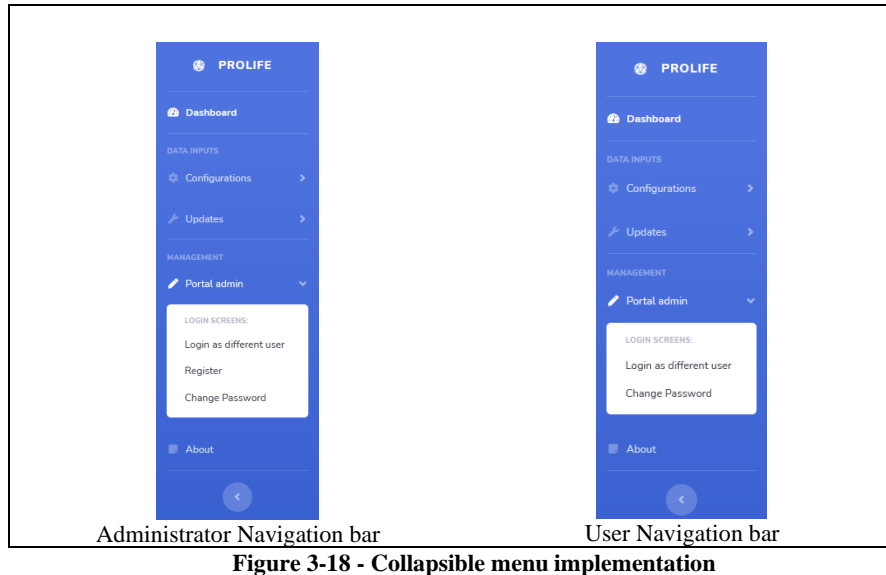 PROLIFE
Dashboard
DATA INPUTS
Configurations
Updates
MANAGEMENT
Portal admin
LOGIN SCREENS:
Login as different user
Register
Change Password
About
Administrator Navigation bar
PROLIFE
Dashboard
DATA INPUTS
Configurations
Updates
MANAGEMENT
Portal admin
LOGIN SCREENS:
Login as different user
Change Password
About
User Navigation bar
Figure 3-18 - Collapsible menu implementation